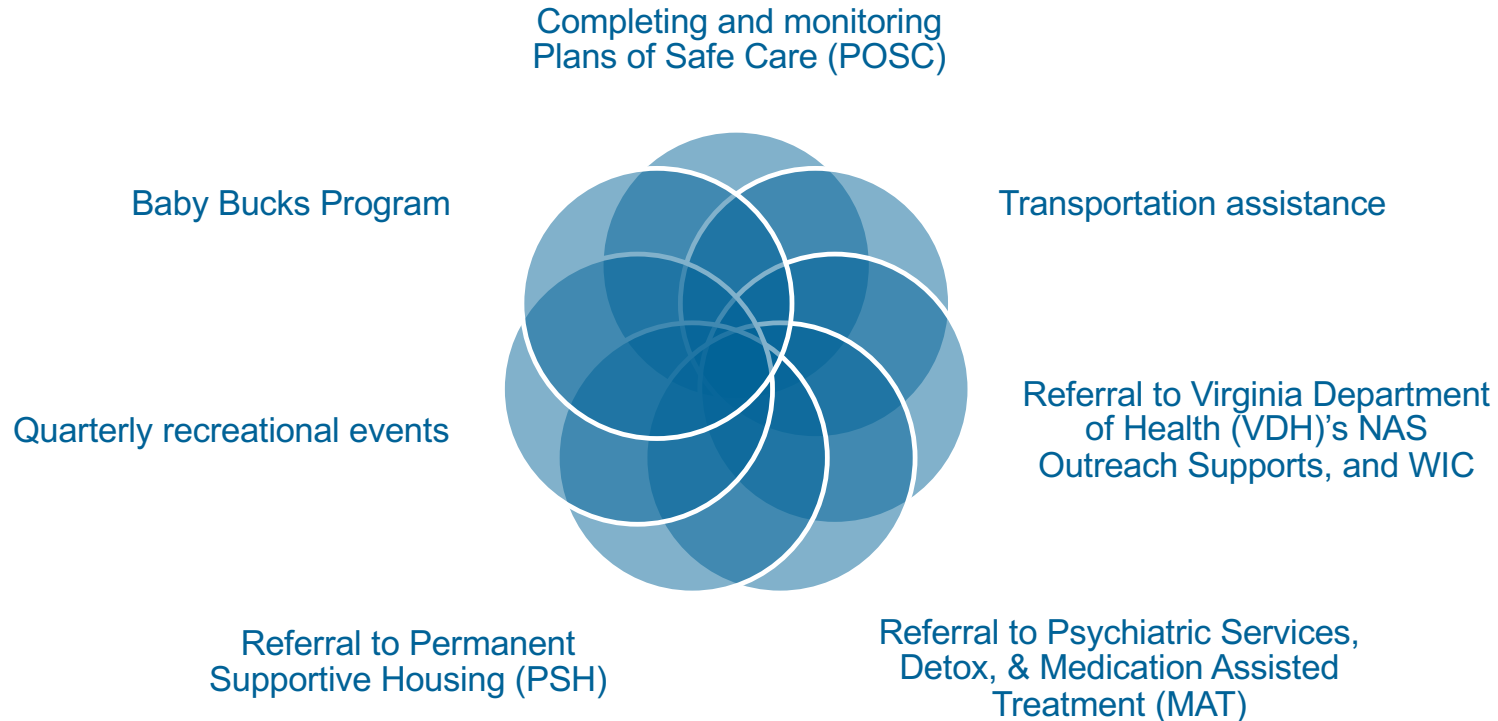 Completing and monitoring
Plans of Safe Care (POSC)
Baby Bucks Program
Transportation assistance
Quarterly recreational events
Referral to Virginia Department
of Health (VDH)’s NAS
Outreach Supports, and WIC
Referral to Permanent
Supportive Housing (PSH)
Referral to Psychiatric Services,
Detox, & Medication Assisted
Treatment (MAT)